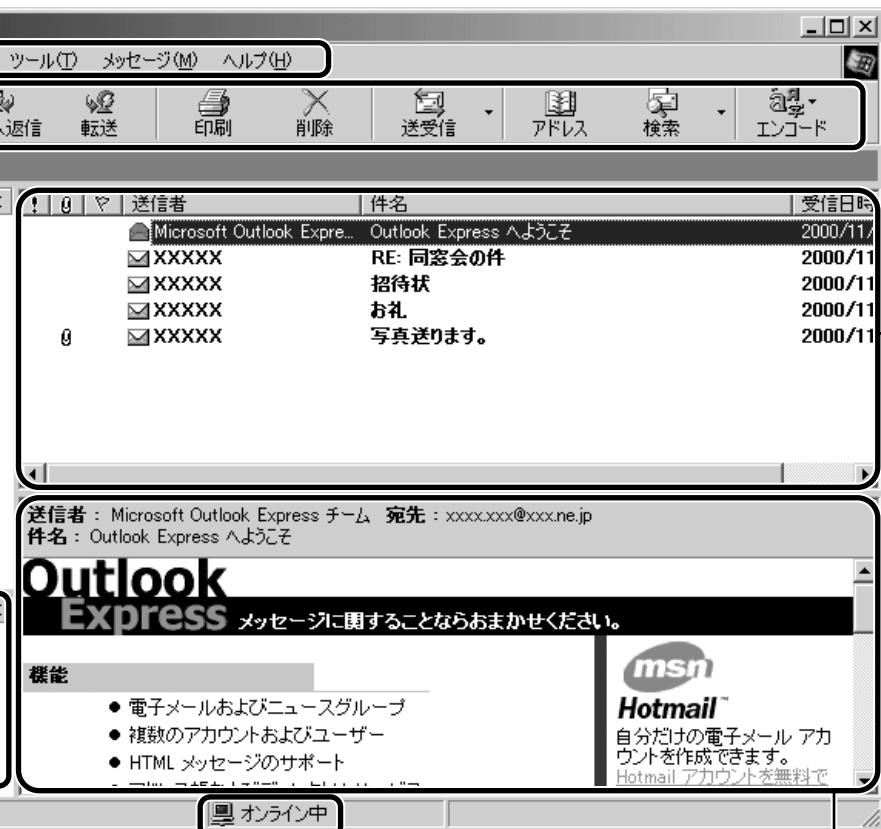 ツール(T) メッセージ(M) ヘルプ(H)
返信 転送 印刷 削除 送受信 アドレス 検索 エンコード
! 送信者 件名 受信日時
Microsoft Outlook Expre... Outlook Express へようこそ 2000/11/
XXXXX RE: 同窓会の件 2000/11
XXXXX 招待状 2000/11
XXXXX お礼 2000/11
XXXXX 写真送ります。 2000/11
送信者： Microsoft Outlook Express チーム 宛先：xxxx.xxx@xxx.ne.jp
件名： Outlook Express へようこそ
Outlook
Express メッセージに関することならおまかせください。
機能
● 電子メールおよびニュースグループ
● 複数のアカウントおよびユーザー
● HTML メッセージのサポート
msn
Hotmail™
自分だけの電子メール アカ
ウントを作成できます。
Hotmail アカウントを無料で
オンライン中